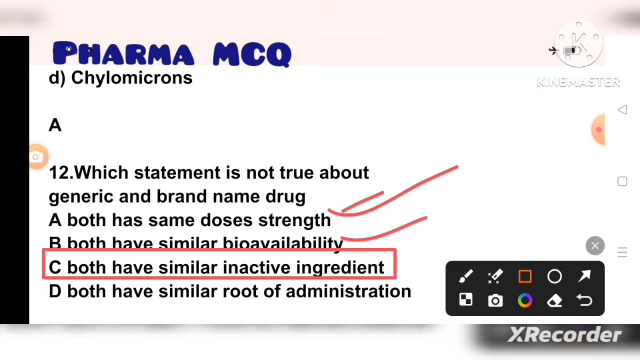 PHARMA MCQ
K
KINEMASTER
d) Chylomicrons
A
12.Which statement is not true about
generic and brand name drug
A both has same doses strength
B both have similar bioavailability
C both have similar inactive ingredient
D both have similar root of administration
XRecorder